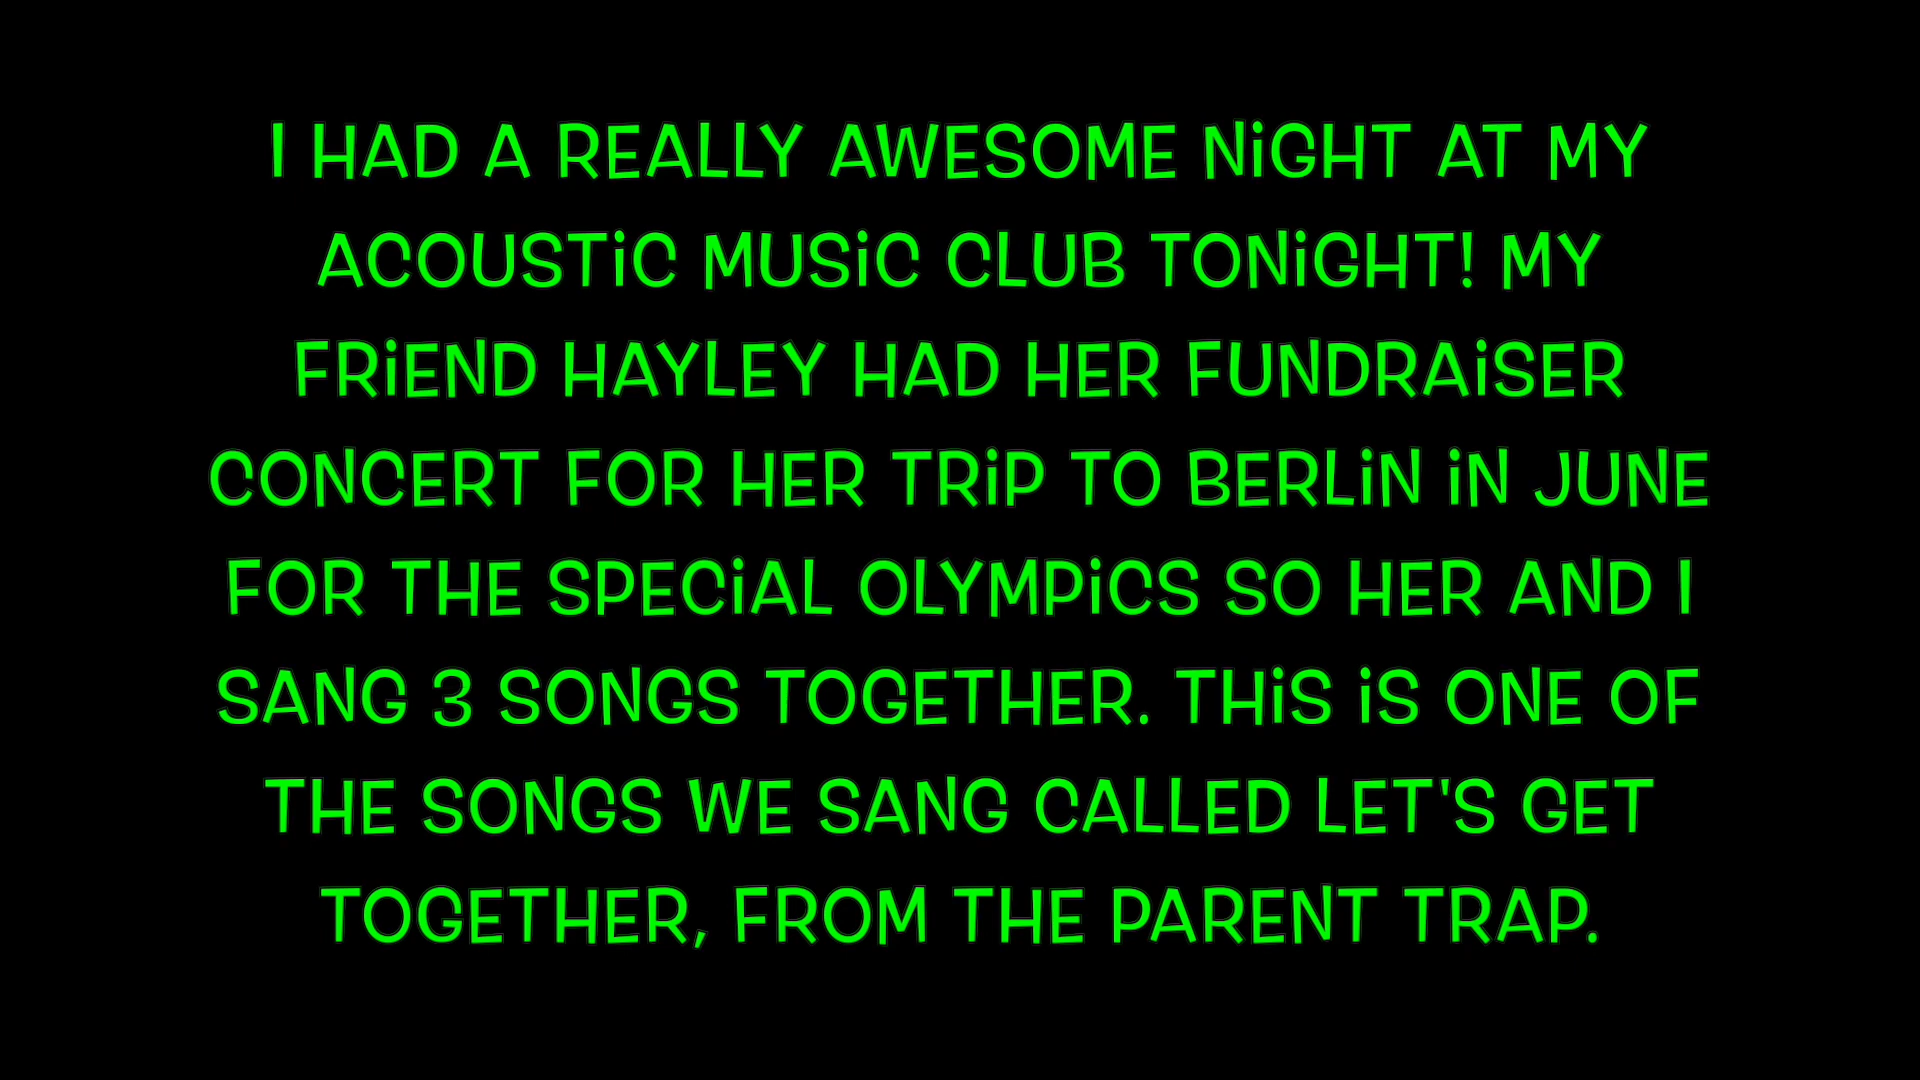 I HAD A REALLY AWESOME NiGHT AT MY
ACOUSTiC MUSiC CLUB TONiGHT! MY
FRiEND HAYLEY HAD HER FUNDRAiSER
CONCERT FOR HER TRiP TO BERLiN iN JUNE
FOR THE SPECiAL OLYMPiCS SO HER AND I
SANG 3 SONGS TOGETHER. THiS iS ONE OF
THE SONGS WE SANG CALLED LET'S GET
TOGETHER, FROM THE PARENT TRAP.